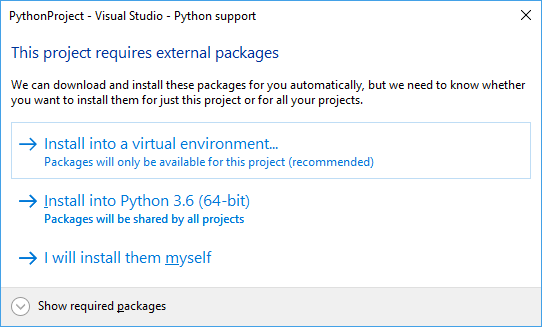 PythonProject - Visual Studio - Python support
This project requires external packages
We can download and install these packages for you automatically, but we need to know whether
you want to install them for just this project or for all your projects.
Install into a virtual environment...
Packages will only be available for this project (recommended)
Install into Python 3.6 (64-bit)
Packages will be shared by all projects
I will install them myself
Show required packages